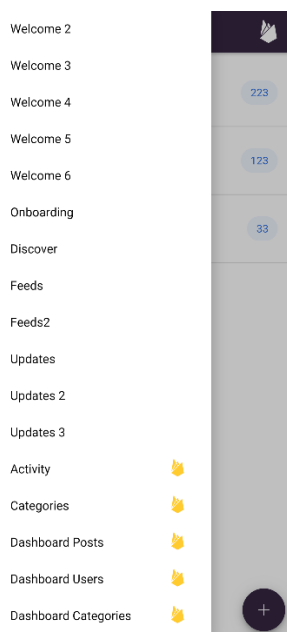 Welcome 2
Welcome 3
223
Welcome 4
Welcome 5
123
Welcome 6
Onboarding
33
Discover
Feeds
Feeds2
Updates
Updates 2
Updates 3
Activity
Categories
Dashboard Posts
Dashboard Users
Dashboard Categories
+